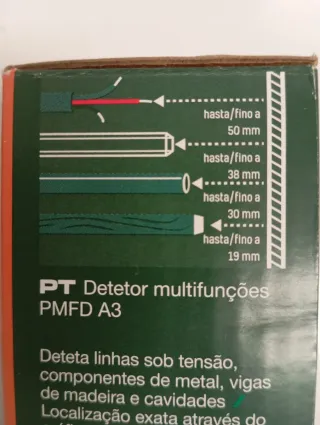 hasta/fino a
50 mm
hasta/fino a
38 mm
hasta/fino a
30 mm
hasta/fino a
19 mm
PT Detetor multifunções
PMFD A3
Deteta linhas sob tensão,
componentes de metal, vigas
de madeira e cavidades
Localização exata através do